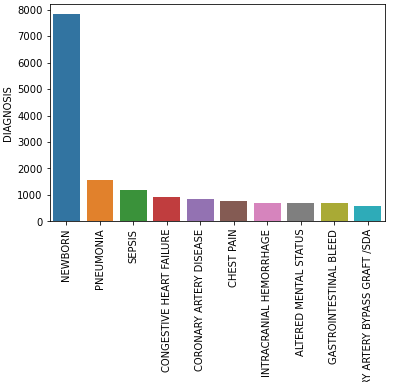 8000
7000
6000
5000
4000
3000
2000
1000
0
DIAGNOSIS
NEWBORN
PNEUMONIA
SEPSIS
CONGESTIVE HEART FAILURE
CORONARY ARTERY DISEASE
CHEST PAIN
INTRACRANIAL HEMORRHAGE
ALTERED MENTAL STATUS
GASTROINTESTINAL BLEED
RY ARTERY BYPASS GRAFT /SDA